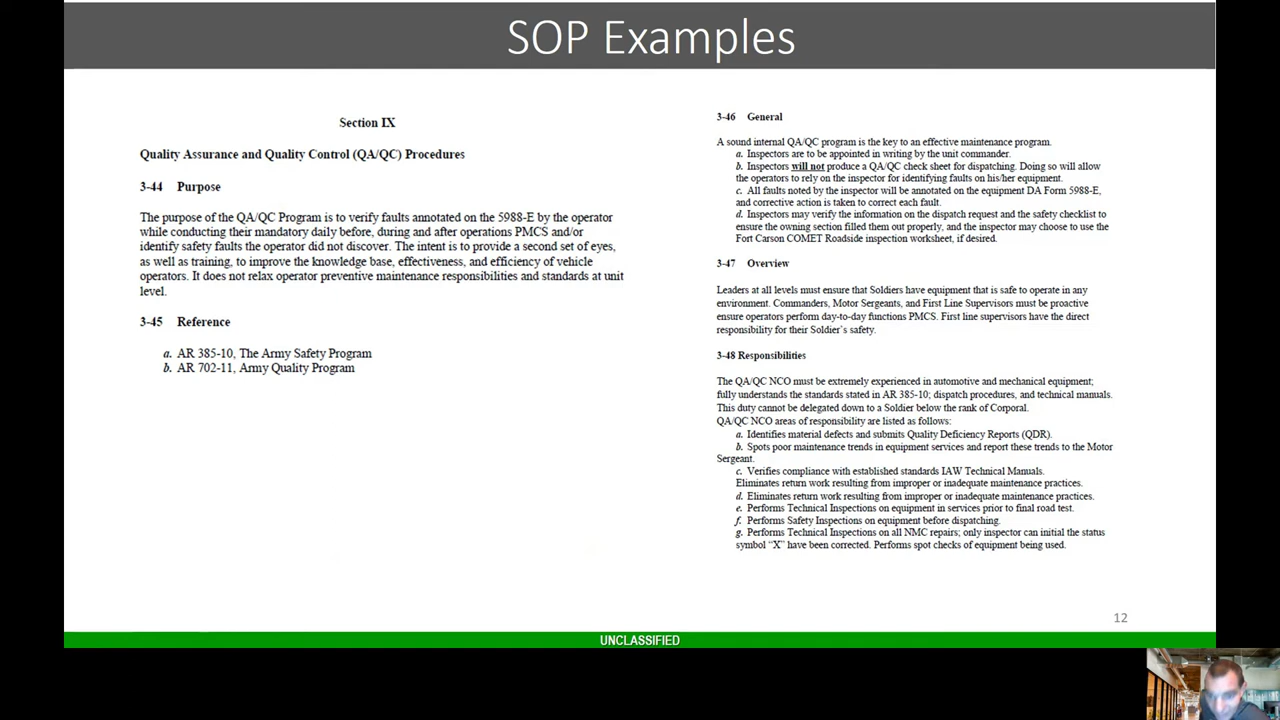 SOP Examples
Section IX
Quality Assurance and Quality Control (QA/QC) Procedures
3-44 Purpose
The purpose of the QA/QC Program is to verify faults annotated on the 5988-E by the operator
while conducting their mandatory daily before, during and after operations PMCS and/or
identify safety faults the operator did not discover. The intent is to provide a second set of eyes,
as well as training, to improve the knowledge base, effectiveness, and efficiency of vehicle
operators. It does not relax operator preventive maintenance responsibilities and standards at unit
level.
3-45 Reference
a. AR 385-10, The Army Safety Program
b. AR 702-11, Army Quality Program
3-46 General
A sound internal QA/QC program is the key to an effective maintenance program.
a. Inspectors are to be appointed in writing by the unit commander.
b. Inspectors will not produce a QA/QC check sheet for dispatching. Doing so will allow
the operators to rely on the inspector for identifying faults on his/her equipment.
c. All faults noted by the inspector will be annotated on the equipment DA Form 5988-E,
and corrective action is taken to correct each fault.
d. Inspectors may verify the information on the dispatch request and the safety checklist to
ensure the owning section filled them out properly, and the inspector may choose to use the
Fort Carson COMET Roadside inspection worksheet, if desired.
3-47 Overview
Leaders at all levels must ensure that Soldiers have equipment that is safe to operate in any
environment. Commanders, Motor Sergeants, and First Line Supervisors must be proactive
ensure operators perform day-to-day functions PMCS. First line supervisors have the direct
responsibility for their Soldier's safety.
3-48 Responsibilities
The QA/QC NCO must be extremely experienced in automotive and mechanical equipment;
fully understands the standards stated in AR 385-10; dispatch procedures, and technical manuals.
This duty cannot be delegated down to a Soldier below the rank of Corporal.
QA/QC NCO areas of responsibility are listed as follows:
a. Identifies material defects and submits Quality Deficiency Reports (QDR).
b. Spots poor maintenance trends in equipment services and report these trends to the Motor
Sergeant.
c. Verifies compliance with established standards IAW Technical Manuals.
Eliminates return work resulting from improper or inadequate maintenance practices.
d. Eliminates return work resulting from improper or inadequate maintenance practices.
e. Performs Technical Inspections on equipment in services prior to final road test.
f. Performs Safety Inspections on equipment before dispatching.
g. Performs Technical Inspections on all NMC repairs; only inspector can initial the status
symbol "X" have been corrected. Performs spot checks of equipment being used.
12
UNCLASSIFIED